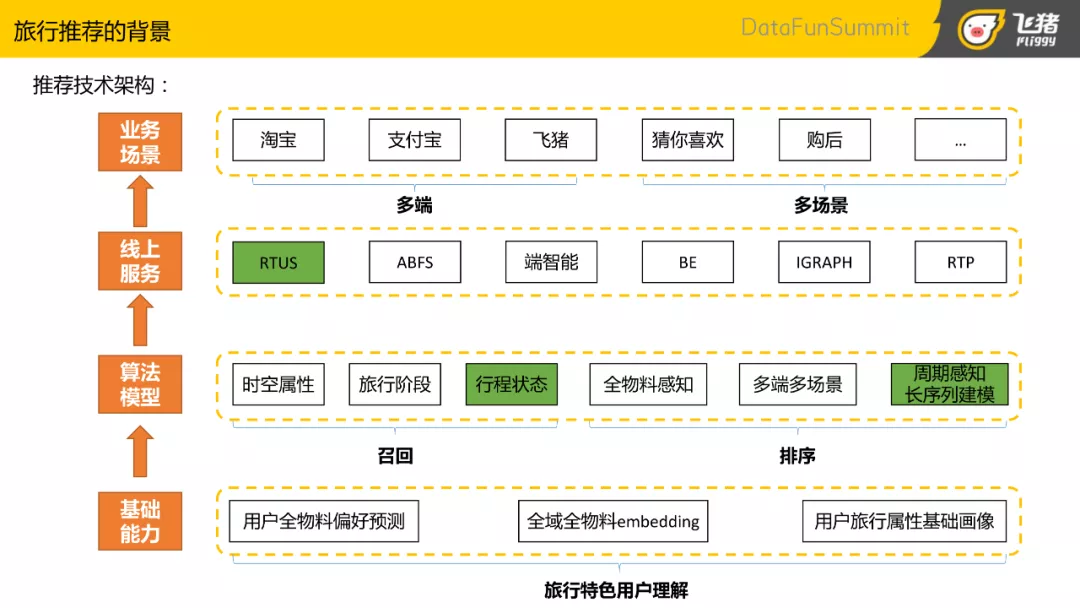 旅行推荐的背景
DataFunSummit
飞猪
Fliggy
推荐技术架构：
业务
场景
淘宝
支付宝
飞猪
猜你喜欢
购后
...
多端
多场景
线上
服务
RTUS
ABFS
端智能
BE
IGRAPH
RTP
算法
模型
时空属性
旅行阶段
行程状态
全物料感知
多端多场景
周期感知
长序列建模
召回
排序
基础
能力
用户全物料偏好预测
全域全物料embedding
用户旅行属性基础画像
旅行特色用户理解